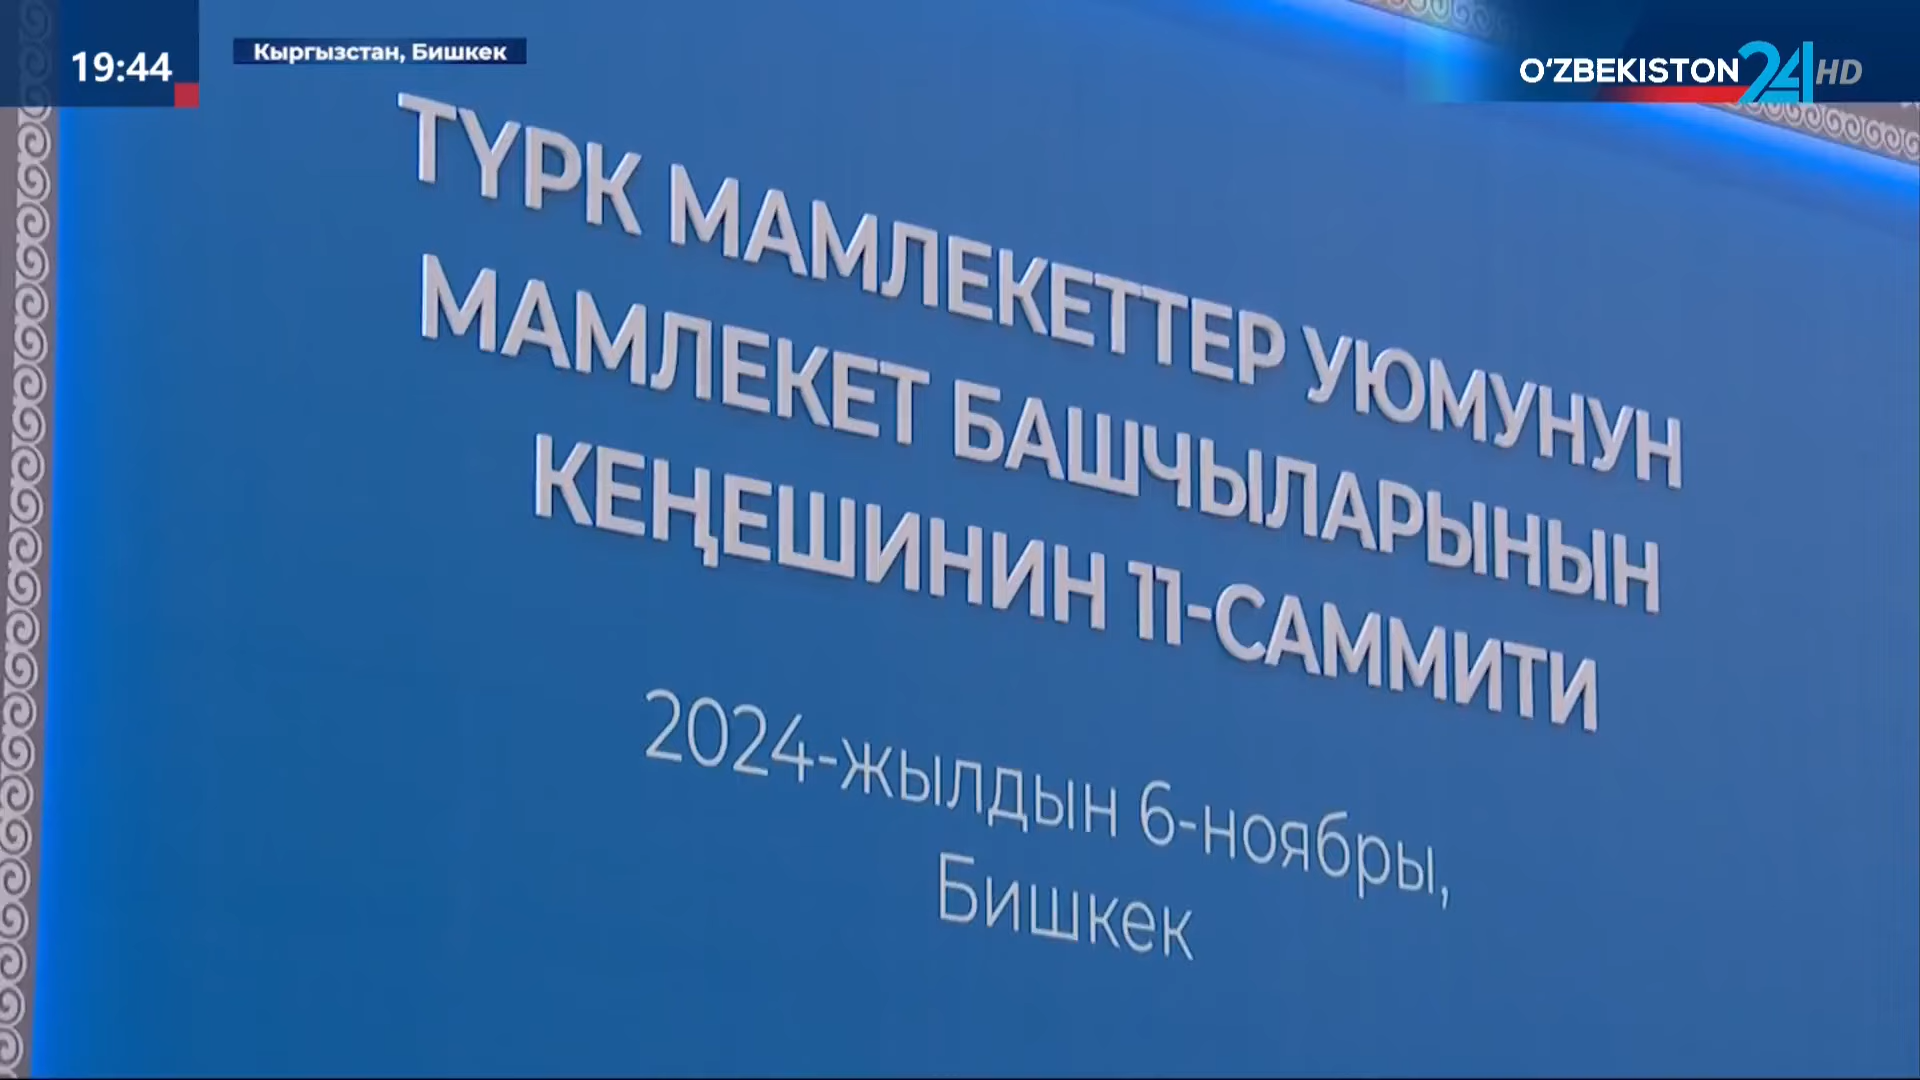 19:44
Кыргызстан, Бишкек
O‘ZBEKISTON 24 HD
ТҮРК МАМЛЕКЕТТЕР УЮМУНУН
МАМЛЕКЕТ БАШЧЫЛАРЫНЫН
КЕҢЕШИНИН 11-САММИТИ
2024-жылдын 6-ноябры,
Бишкек